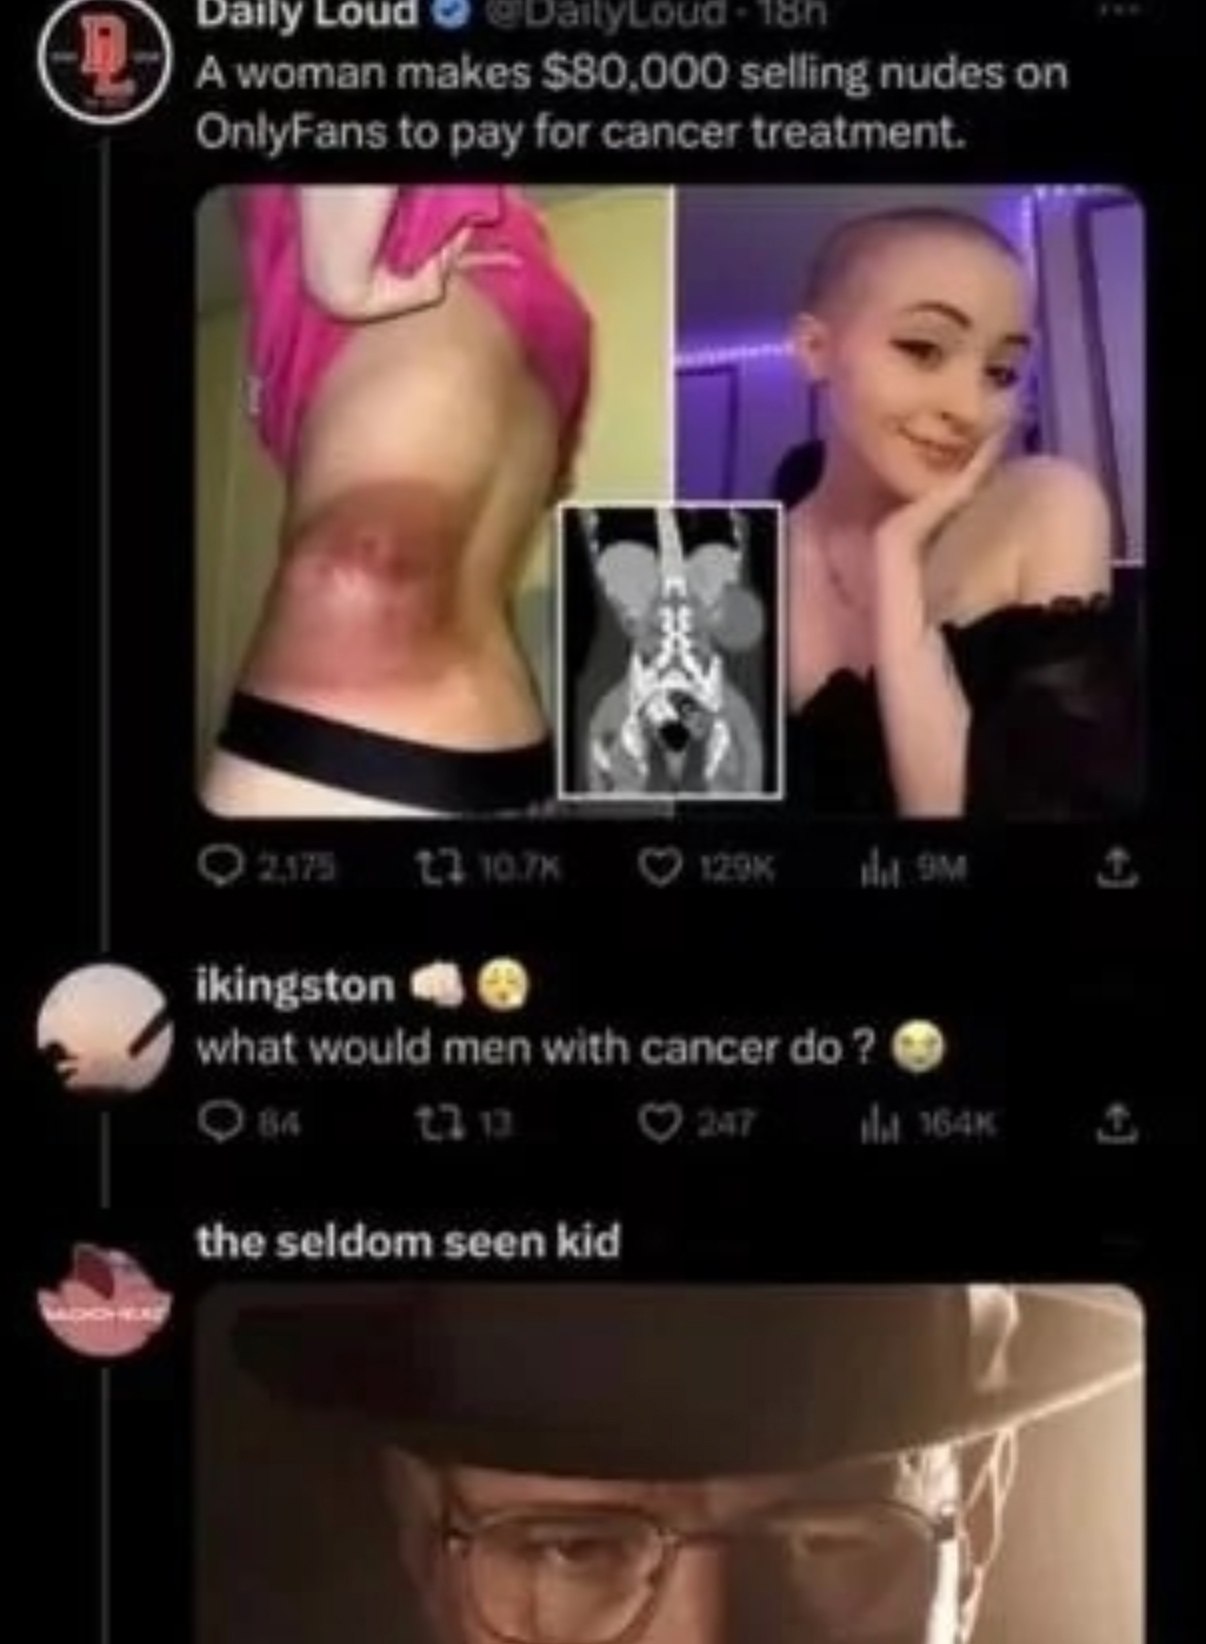 Daily Loud @DailyLoud · 18h
A woman makes $80,000 selling nudes on
OnlyFans to pay for cancer treatment.
2,175 10.7K 129K 9M
ikingston 👊🏻😮‍💨
what would men with cancer do ? 😭
84 13 247 164K
the seldom seen kid